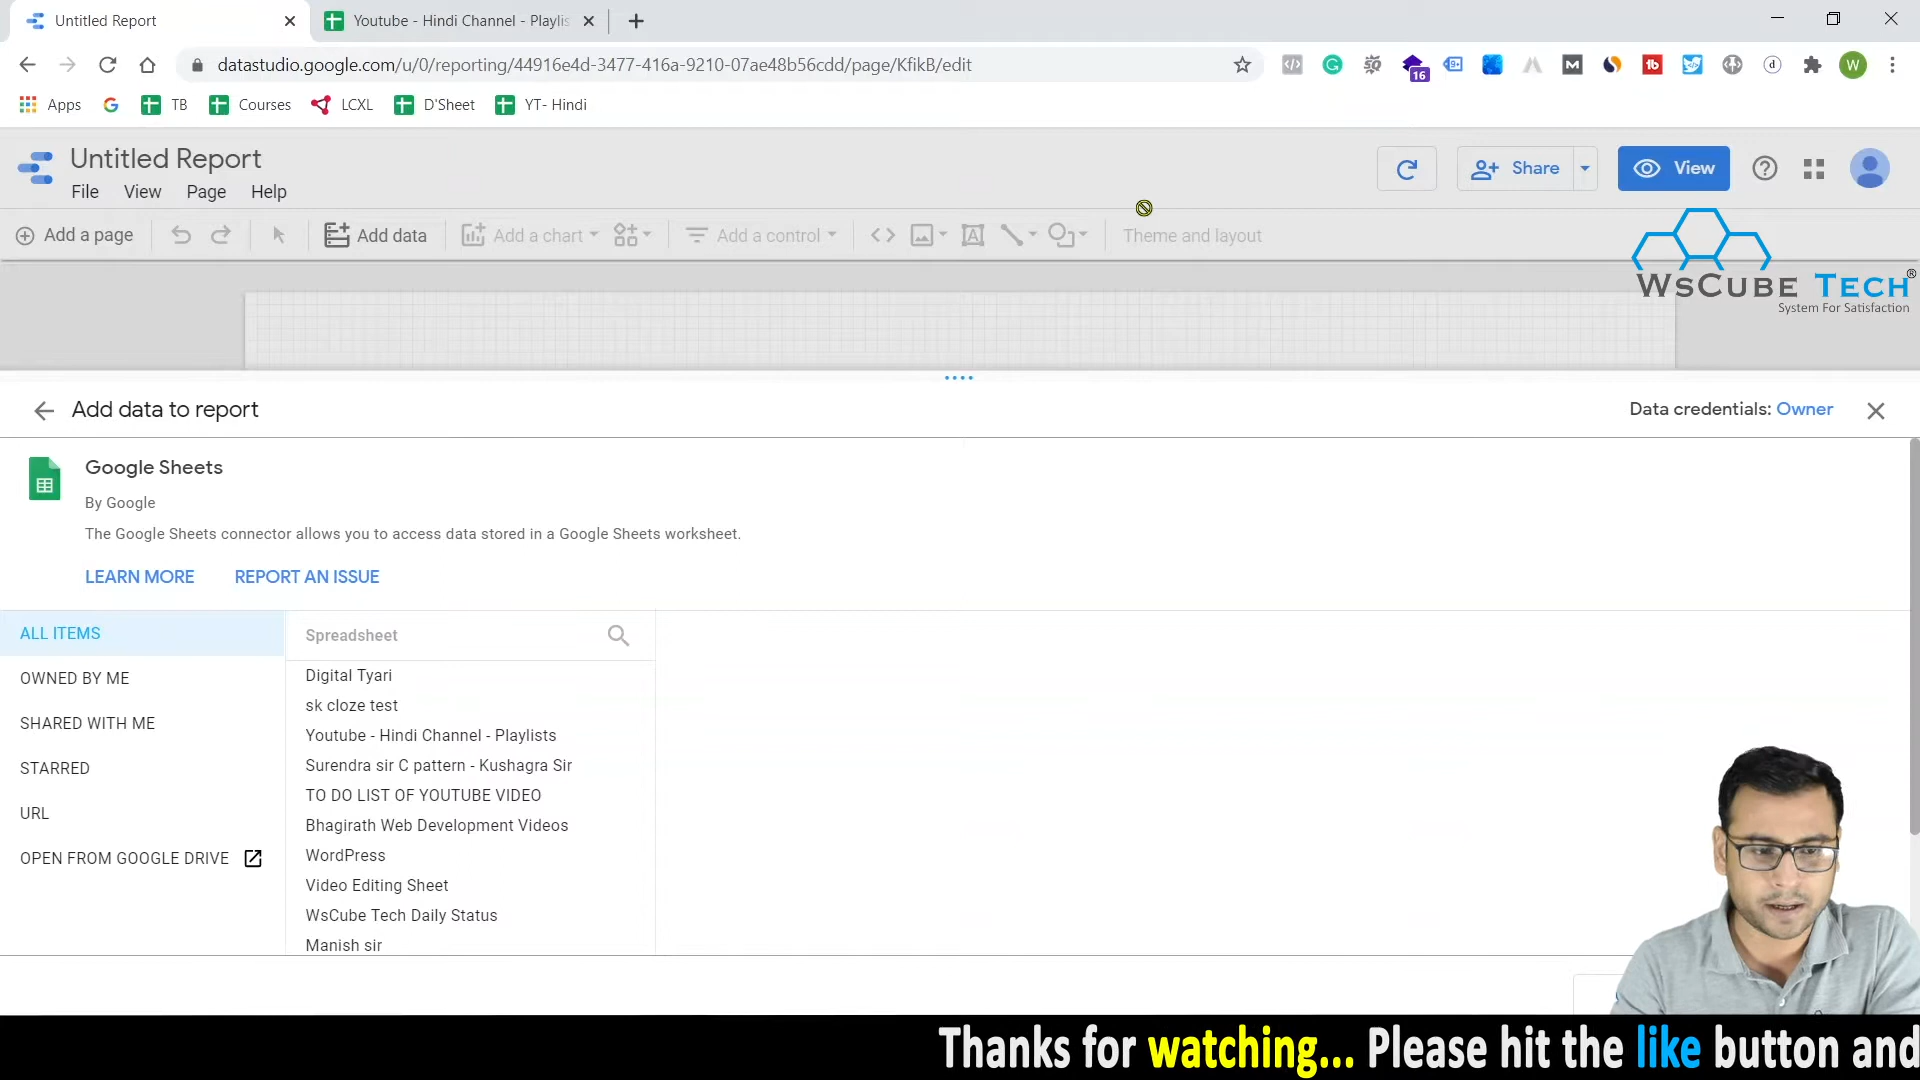 Untitled Report
Youtube - Hindi Channel - Playlis
datastudio.google.com/u/0/reporting/44916e4d-3477-416a-9210-07ae48b56cdd/page/KfikB/edit
16
9+
M
tb
d
W
Apps
TB
Courses
LCXL
D'Sheet
YT- Hindi
Untitled Report
File View Page Help
Share
View
Add a page
Add data
Add a chart
Add a control
Theme and layout
WsCube Tech®
System For Satisfaction
Add data to report
Data credentials: Owner
Google Sheets
By Google
The Google Sheets connector allows you to access data stored in a Google Sheets worksheet.
LEARN MORE
REPORT AN ISSUE
ALL ITEMS
OWNED BY ME
SHARED WITH ME
STARRED
URL
OPEN FROM GOOGLE DRIVE
Spreadsheet
Digital Tyari
sk cloze test
Youtube - Hindi Channel - Playlists
Surendra sir C pattern - Kushagra Sir
TO DO LIST OF YOUTUBE VIDEO
Bhagirath Web Development Videos
WordPress
Video Editing Sheet
WsCube Tech Daily Status
Manish sir
Thanks for watching... Please hit the like button and